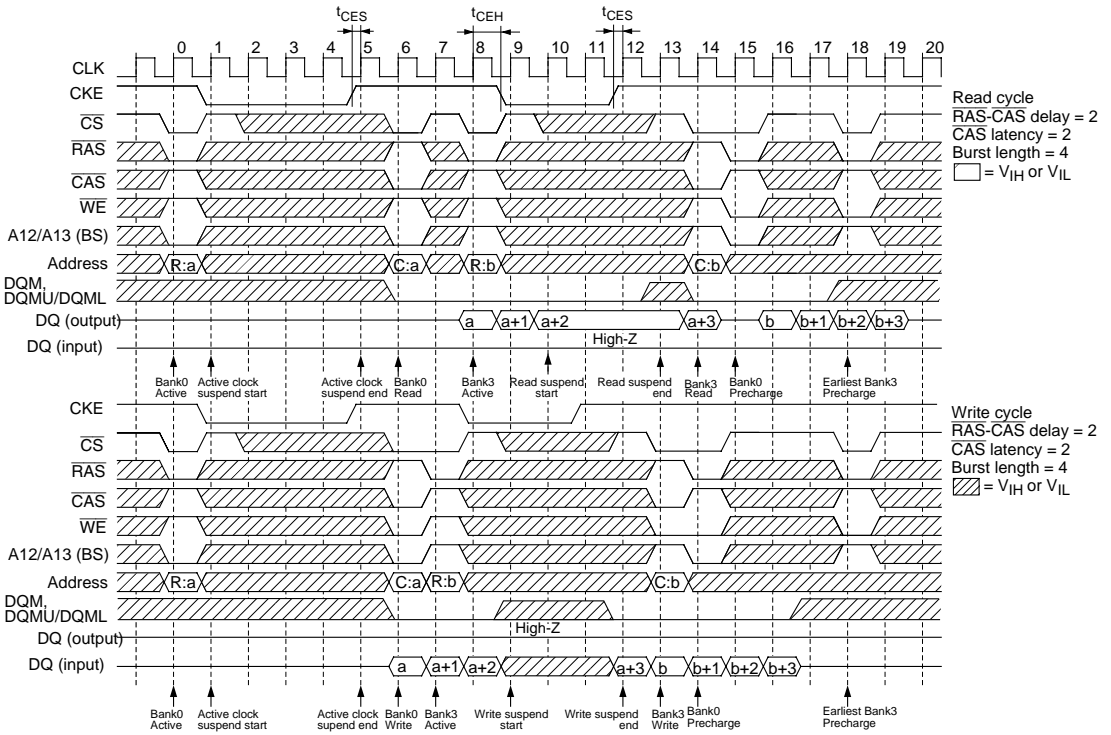 tCES tCEH tCES
0 1 2 3 4 5 6 7 8 9 10 11 12 13 14 15 16 17 18 19 20
CLK
CKE
CS
RAS
CAS
WE
A12/A13 (BS)
Address R:a C:a R:b C:b
DQM,
DQMU/DQML
DQ (output) a a+1 a+2 a+3 b b+1 b+2 b+3
High-Z
DQ (input)
Bank0
Active
Active clock
suspend start
Active clock
suspend end
Bank0
Read
Bank3
Active
Read suspend
start
Read suspend
end
Bank3
Read
Bank0
Precharge
Earliest Bank3
Precharge
Read cycle
RAS-CAS delay = 2
CAS latency = 2
Burst length = 4
= VIH or VIL
CKE
CS
RAS
CAS
WE
A12/A13 (BS)
Address R:a C:a R:b C:b
DQM,
DQMU/DQML
High-Z
DQ (output)
DQ (input) a a+1 a+2 a+3 b b+1 b+2 b+3
Bank0
Active
Active clock
suspend start
Active clock
supend end
Bank0
Write
Bank3
Active
Write suspend
start
Write suspend
end
Bank3
Write
Bank0
Precharge
Earliest Bank3
Precharge
Write cycle
RAS-CAS delay = 2
CAS latency = 2
Burst length = 4
= VIH or VIL